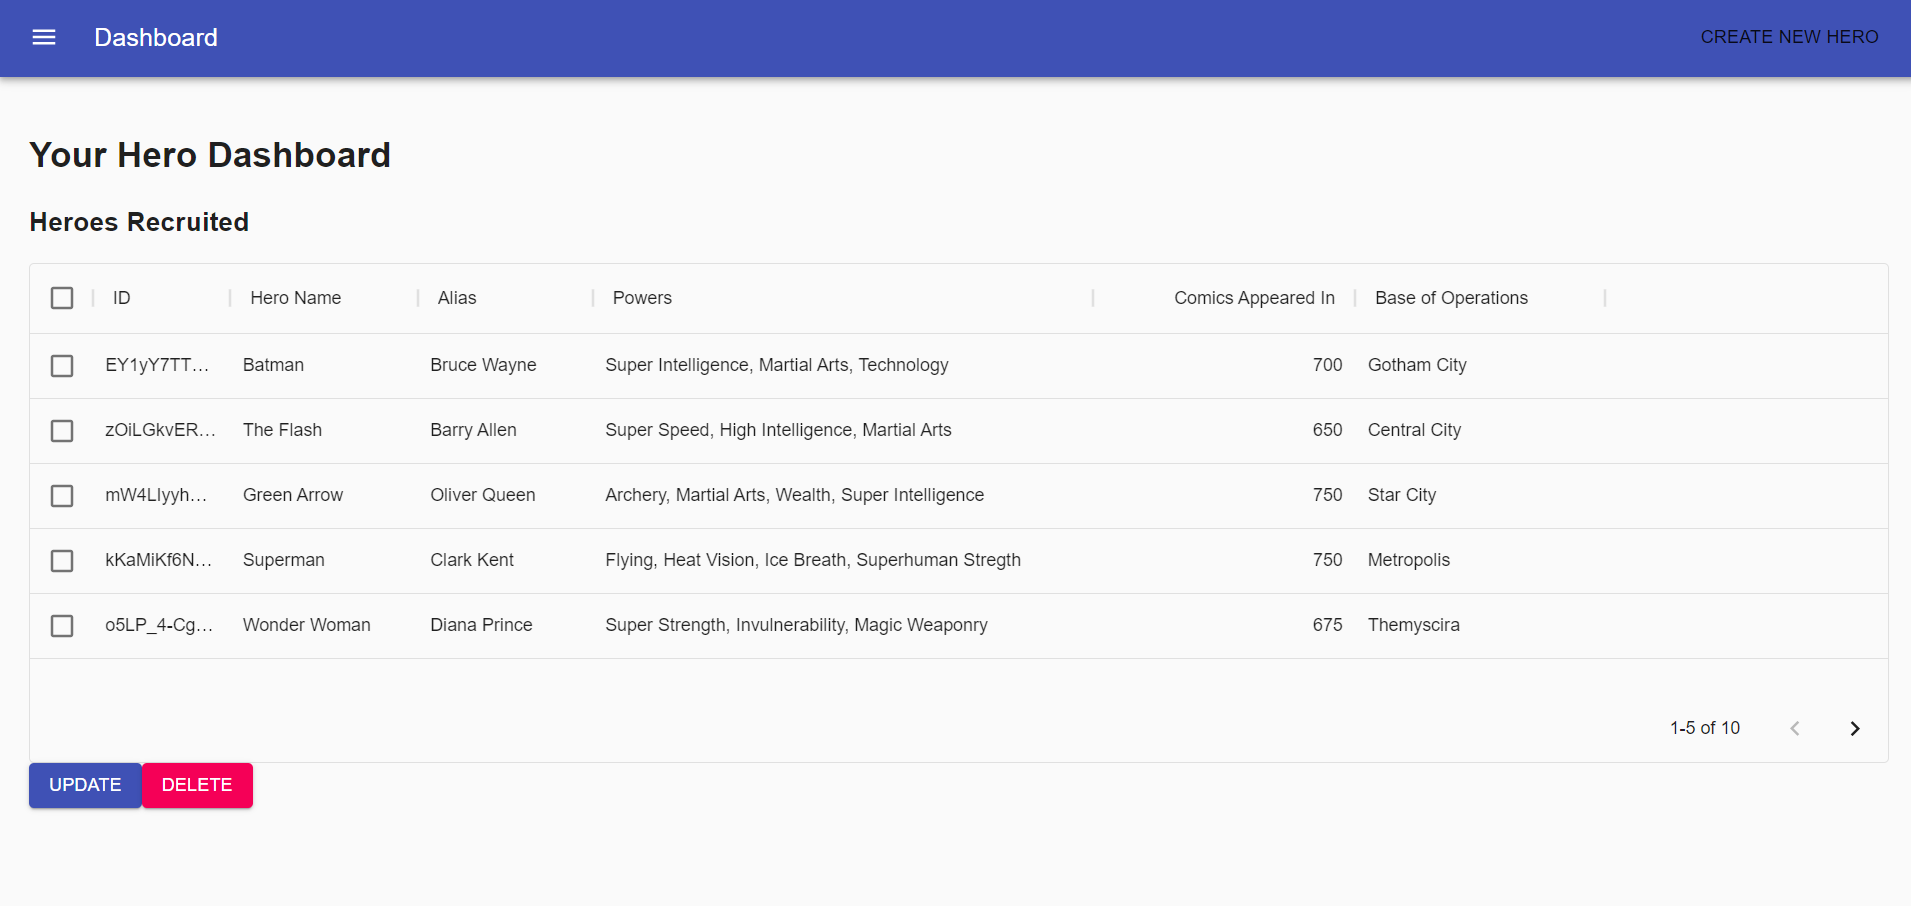 Dashboard CREATE NEW HERO
Your Hero Dashboard
Heroes Recruited
ID Hero Name Alias Powers Comics Appeared In Base of Operations
EY1yY7TT... Batman Bruce Wayne Super Intelligence, Martial Arts, Technology 700 Gotham City
zOiLGkvER... The Flash Barry Allen Super Speed, High Intelligence, Martial Arts 650 Central City
mW4LIyyh... Green Arrow Oliver Queen Archery, Martial Arts, Wealth, Super Intelligence 750 Star City
kKaMiKf6N... Superman Clark Kent Flying, Heat Vision, Ice Breath, Superhuman Stregth 750 Metropolis
o5LP_4-Cg... Wonder Woman Diana Prince Super Strength, Invulnerability, Magic Weaponry 675 Themyscira
1-5 of 10
UPDATE DELETE